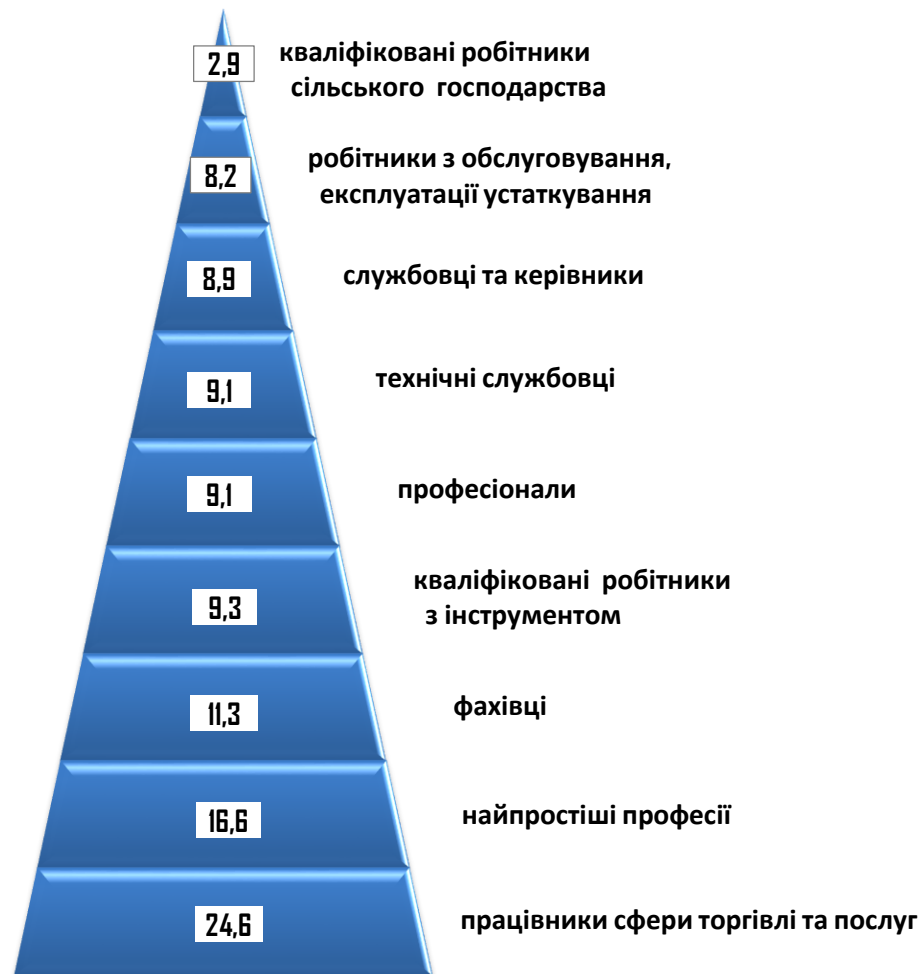 2,9
кваліфіковані робітники
сільського господарства
8,2
робітники з обслуговування,
експлуатації устаткування
8,9
службовці та керівники
9,1
технічні службовці
9,1
професіонали
9,3
кваліфіковані робітники
з інструментом
11,3
фахівці
16,6
найпростіші професії
24,6
працівники сфери торгівлі та послуг